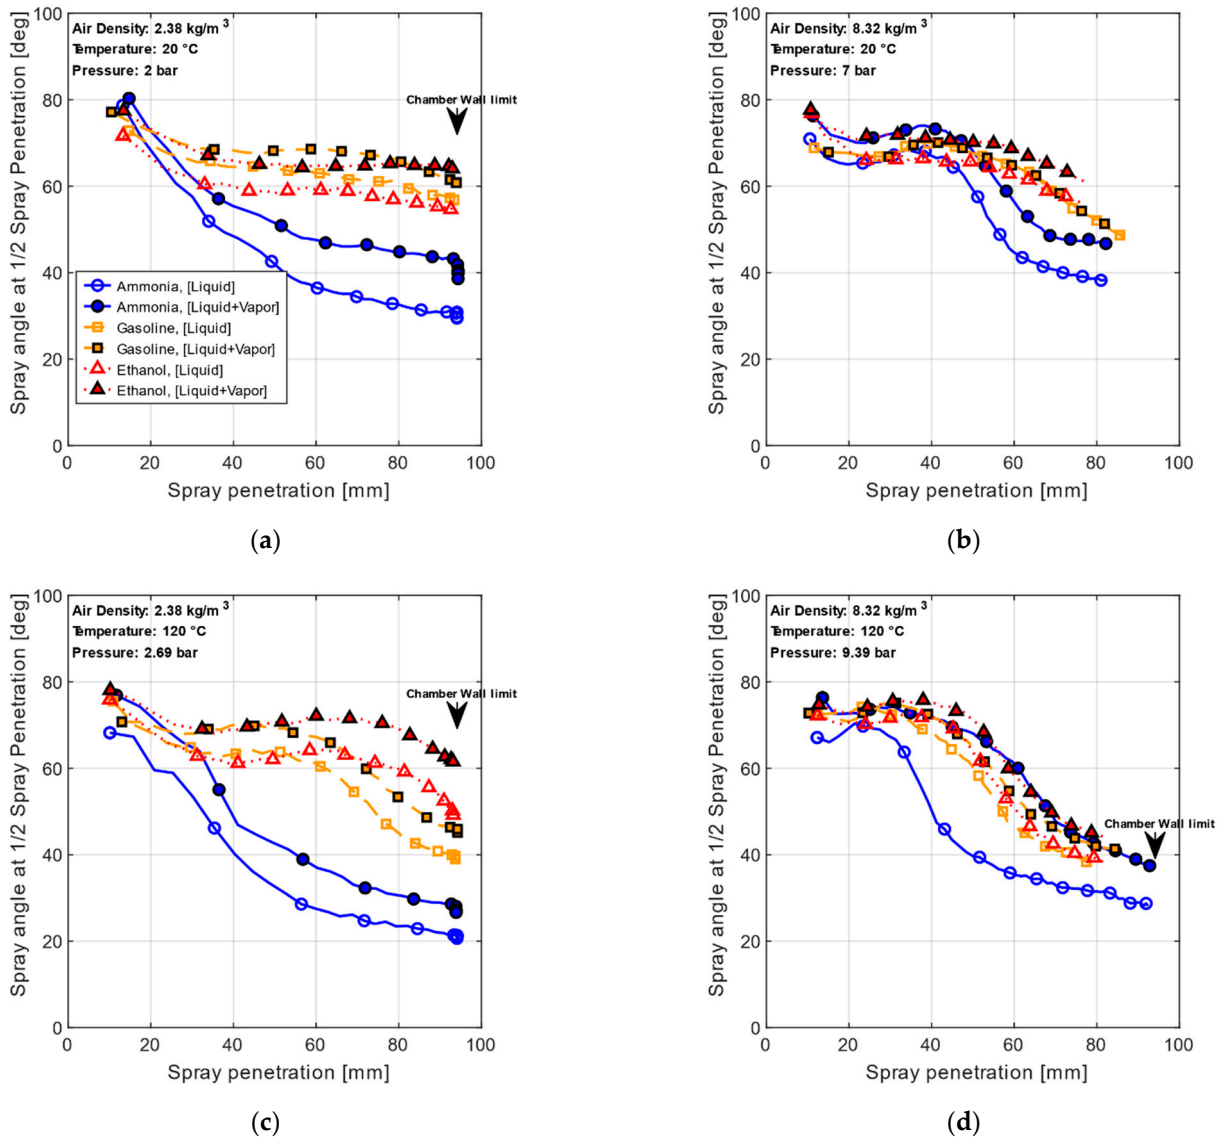 Air Density: 2.38 kg/m 3
Temperature: 20 °C
Pressure: 2 bar
Chamber Wall limit
Spray angle at 1/2 Spray Penetration [deg]
100
80
60
40
20
0
Ammonia, [Liquid]
Ammonia, [Liquid+Vapor]
Gasoline, [Liquid]
Gasoline, [Liquid+Vapor]
Ethanol, [Liquid]
Ethanol, [Liquid+Vapor]
0 20 40 60 80 100
Spray penetration [mm]
(a)
Air Density: 8.32 kg/m 3
Temperature: 20 °C
Pressure: 7 bar
Spray angle at 1/2 Spray Penetration [deg]
100
80
60
40
20
0
0 20 40 60 80 100
Spray penetration [mm]
(b)
Air Density: 2.38 kg/m 3
Temperature: 120 °C
Pressure: 2.69 bar
Chamber Wall limit
Spray angle at 1/2 Spray Penetration [deg]
100
80
60
40
20
0
0 20 40 60 80 100
Spray penetration [mm]
(c)
Air Density: 8.32 kg/m 3
Temperature: 120 °C
Pressure: 9.39 bar
Chamber Wall limit
Spray angle at 1/2 Spray Penetration [deg]
100
80
60
40
20
0
0 20 40 60 80 100
Spray penetration [mm]
(d)